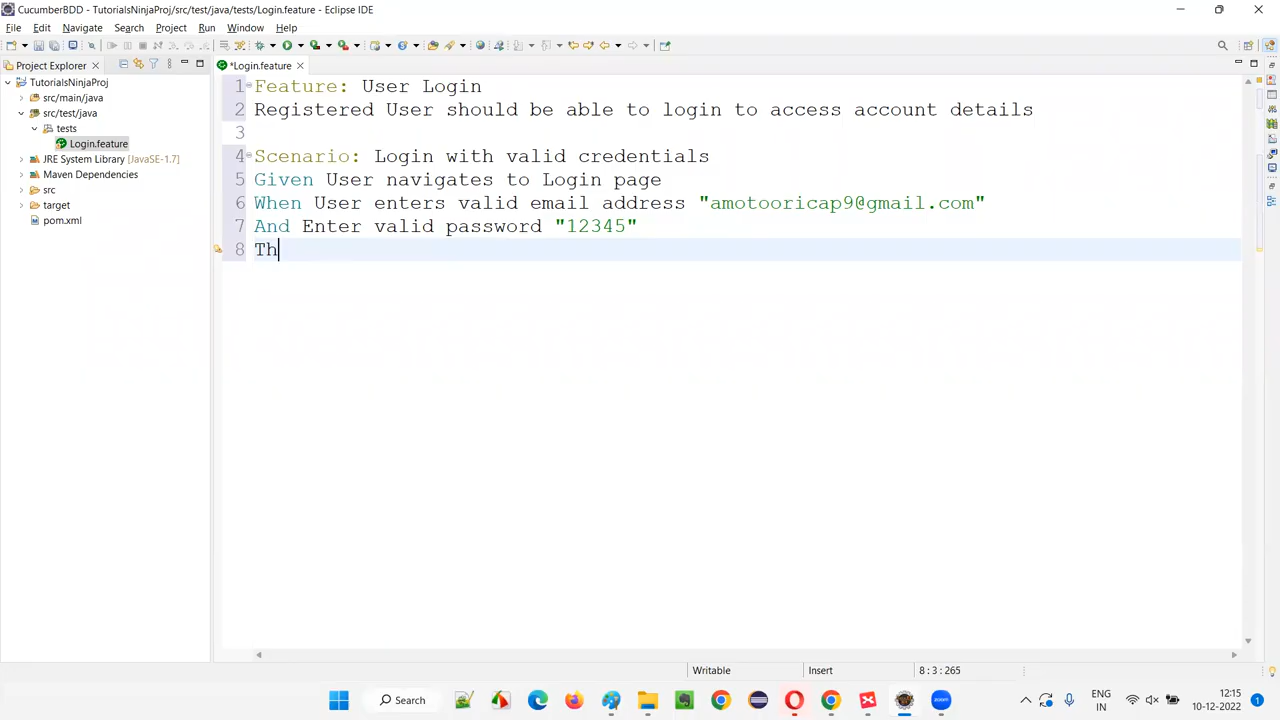 CucumberBDD - TutorialsNinjaProj/src/test/java/tests/Login.feature - Eclipse IDE
File Edit Navigate Search Project Run Window Help
Project Explorer
*Login.feature
TutorialsNinjaProj
src/main/java
src/test/java
tests
Login.feature
JRE System Library [JavaSE-1.7]
Maven Dependencies
src
target
pom.xml
1 Feature: User Login
2 Registered User should be able to login to access account details
3
4 Scenario: Login with valid credentials
5 Given User navigates to Login page
6 When User enters valid email address "amotooricap9@gmail.com"
7 And Enter valid password "12345"
8 Th
Writable Insert 8 : 3 : 265
Search
ENG
IN
12:15
10-12-2022
1